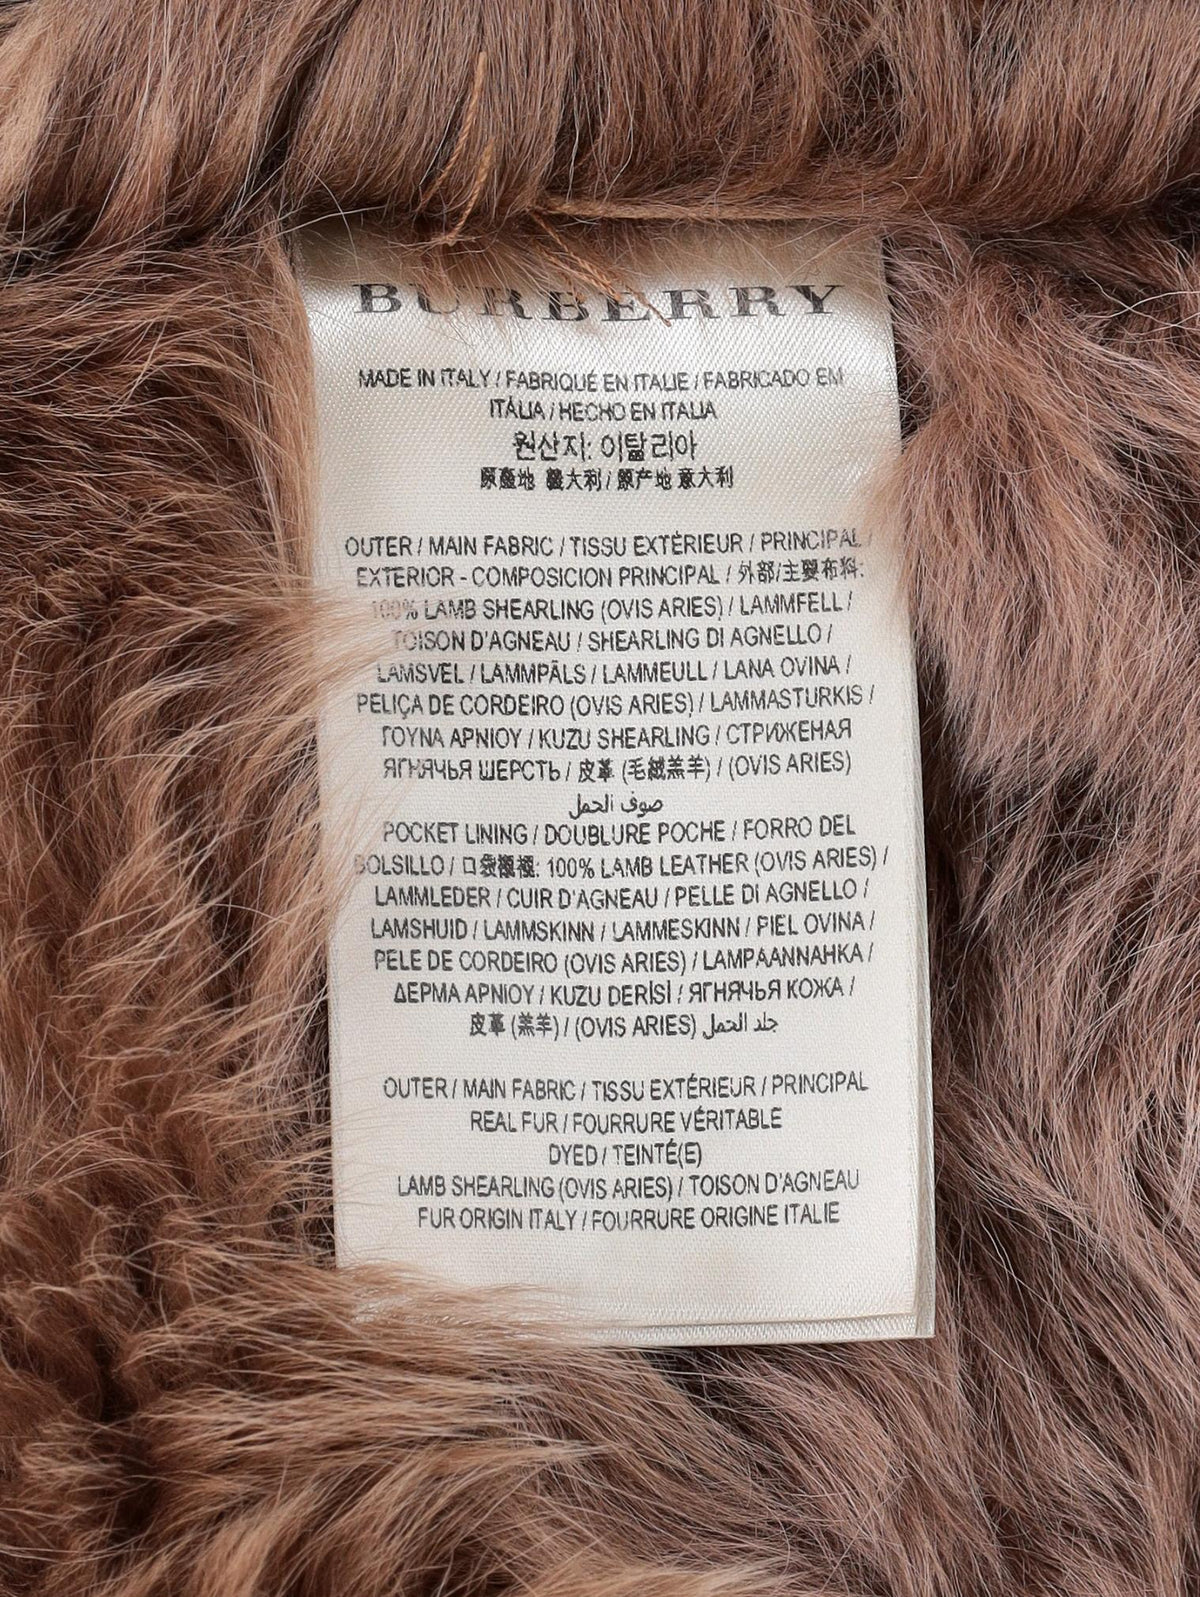 BURBERRY
MADE IN ITALY / FABRIQUÉ EN ITALIE / FABRICADO EM
ITÁLIA / HECHO EN ITALIA
원산지: 이탈리아
原產地 義大利 / 原产地 意大利
OUTER / MAIN FABRIC / TISSU EXTÉRIEUR / PRINCIPAL /
EXTERIOR - COMPOSICION PRINCIPAL / 外部/主要布料:
100% LAMB SHEARLING (OVIS ARIES) / LAMMFELL /
TOISON D'AGNEAU / SHEARLING DI AGNELLO /
LAMSVEL / LAMMPÄLS / LAMMEULL / LANA OVINA /
PELIÇA DE CORDEIRO (OVIS ARIES) / LAMMASTURKIS /
ΓΟΥΝΑ ΑΡΝΙΟΥ / KUZU SHEARLING / СТРИЖЕНАЯ
ЯГНЯЧЬЯ ШЕРСТЬ / 皮革 (毛絨羔羊) / (OVIS ARIES)
صوف الحمل
POCKET LINING / DOUBLURE POCHE / FORRO DEL
BOLSILLO / 口袋襯裡: 100% LAMB LEATHER (OVIS ARIES) /
LAMMLEDER / CUIR D'AGNEAU / PELLE DI AGNELLO /
LAMSHUID / LAMMSKINN / LAMMESKINN / PIEL OVINA /
PELE DE CORDEIRO (OVIS ARIES) / LAMPAANNAHKA /
ΔΕΡΜΑ ΑΡΝΙΟΥ / KUZU DERİSİ / ЯГНЯЧЬЯ КОЖА /
皮革 (羔羊) / (OVIS ARIES) جلد الحمل
OUTER / MAIN FABRIC / TISSU EXTÉRIEUR / PRINCIPAL
REAL FUR / FOURRURE VÉRITABLE
DYED / TEINTÉ(E)
LAMB SHEARLING (OVIS ARIES) / TOISON D'AGNEAU
FUR ORIGIN ITALY / FOURRURE ORIGINE ITALIE